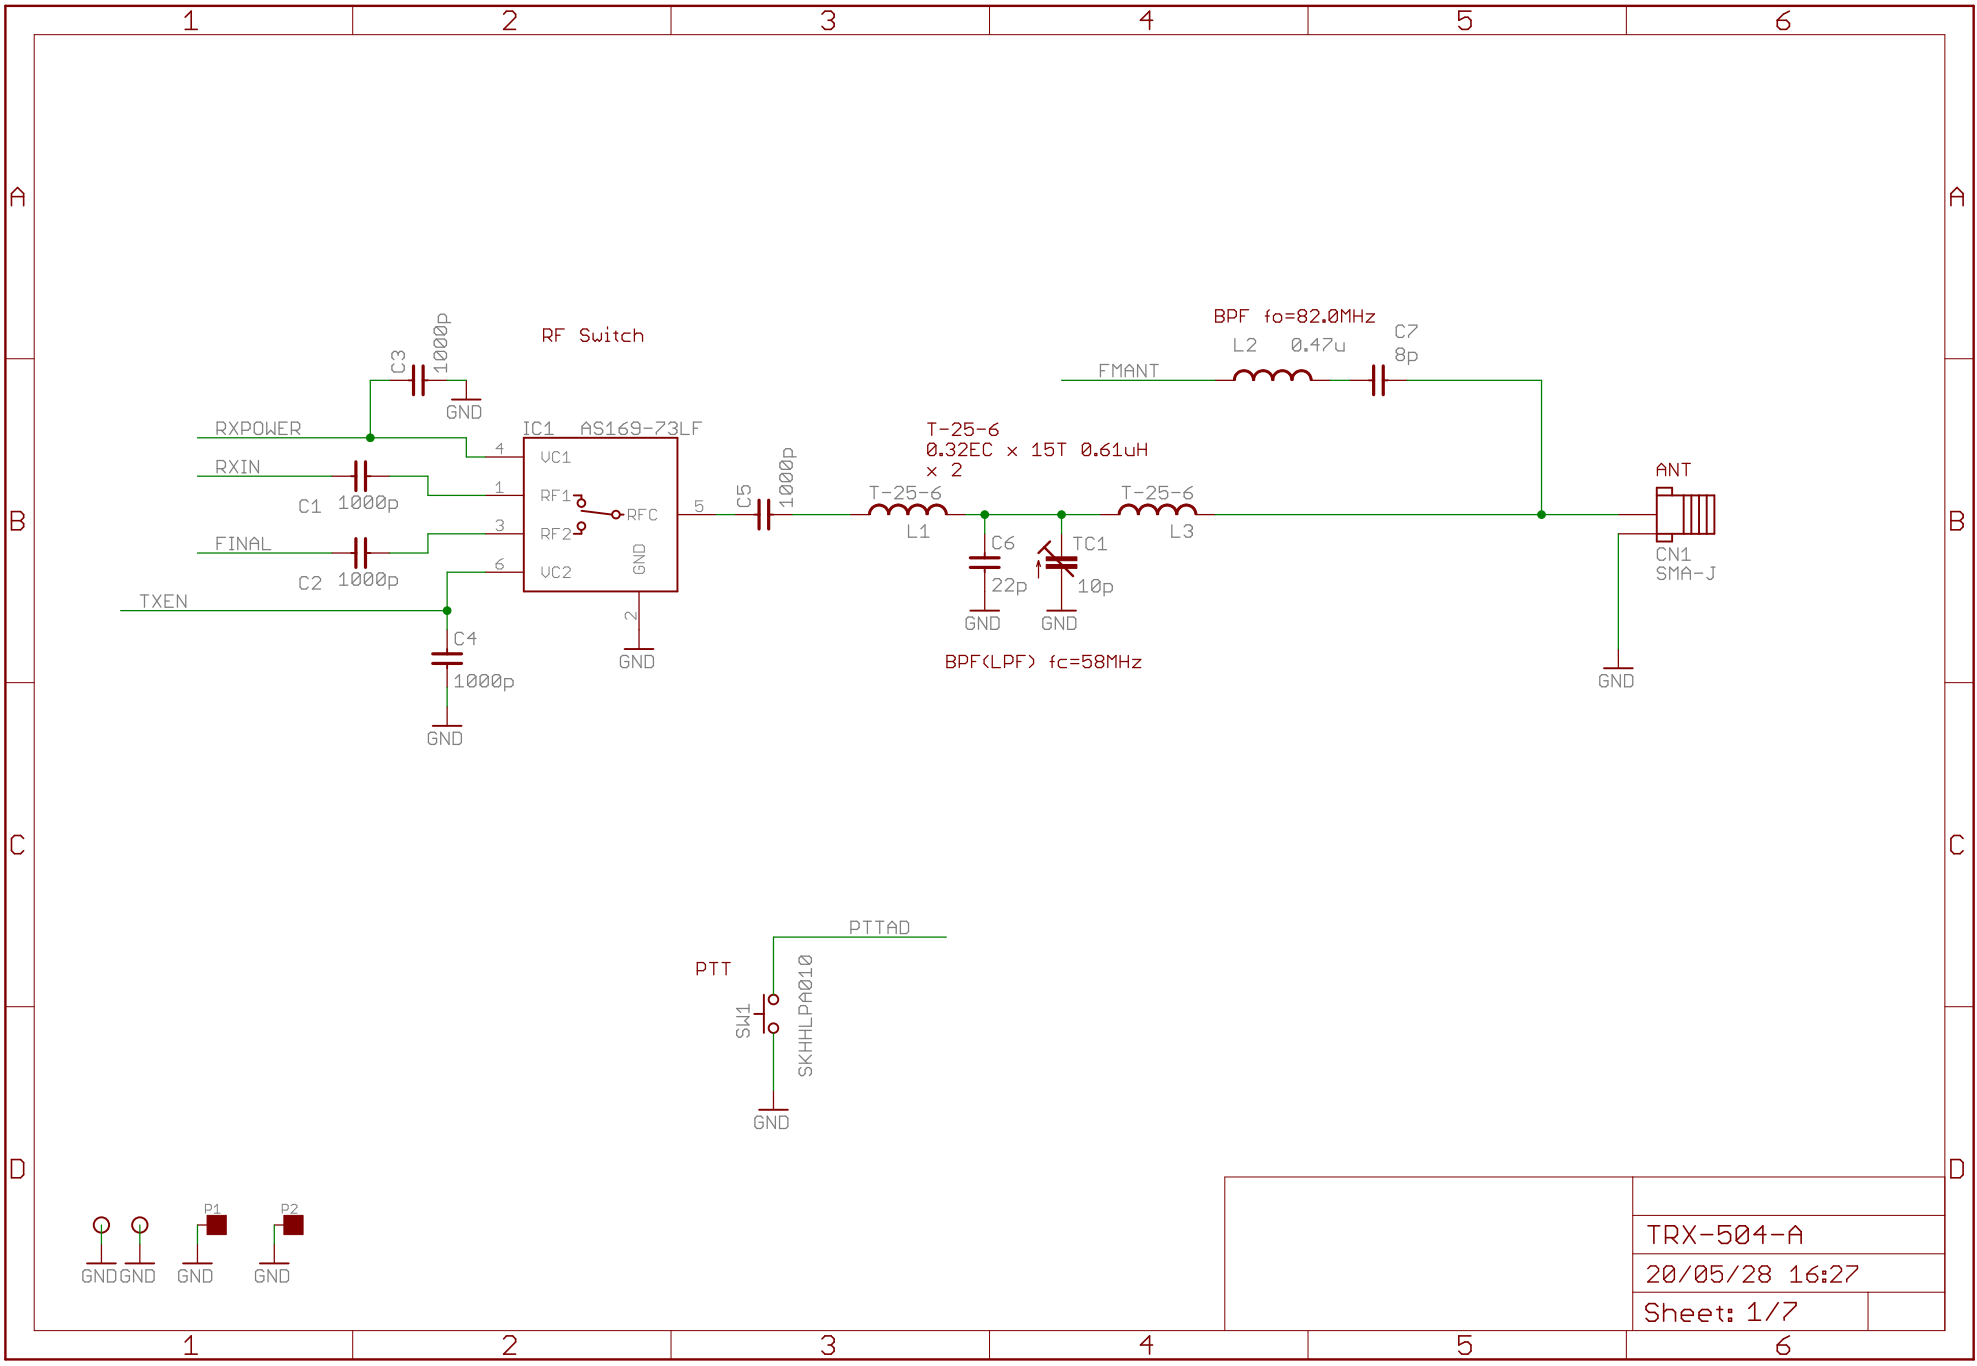 1 2 3 4 5 6
A A
BPF fo=82.0MHz
C7
8p
L2 0.47u
RF Switch
C3
1000p
GND
FMANT
RXPOWER
RXIN
C1 1000p
FINAL
C2 1000p
TXEN
C4
1000p
GND
IC1 AS169-73LF
4 VC1
1 RF1
3 RF2
6 VC2
RFC
5
GND
2
GND
C5
1000p
T-25-6
0.32EC x 15T 0.61uH
x 2
T-25-6
L1
T-25-6
L3
C6
22p
GND
TC1
10p
GND
BPF(LPF) fc=58MHz
ANT
CN1
SMA-J
GND
B B
C C
PTTAD
PTT
SW1
SKHHLPA010
GND
D D
P1
P2
GND
GND
GND
GND
TRX-504-A
20/05/28 16:27
Sheet: 1/7
1 2 3 4 5 6